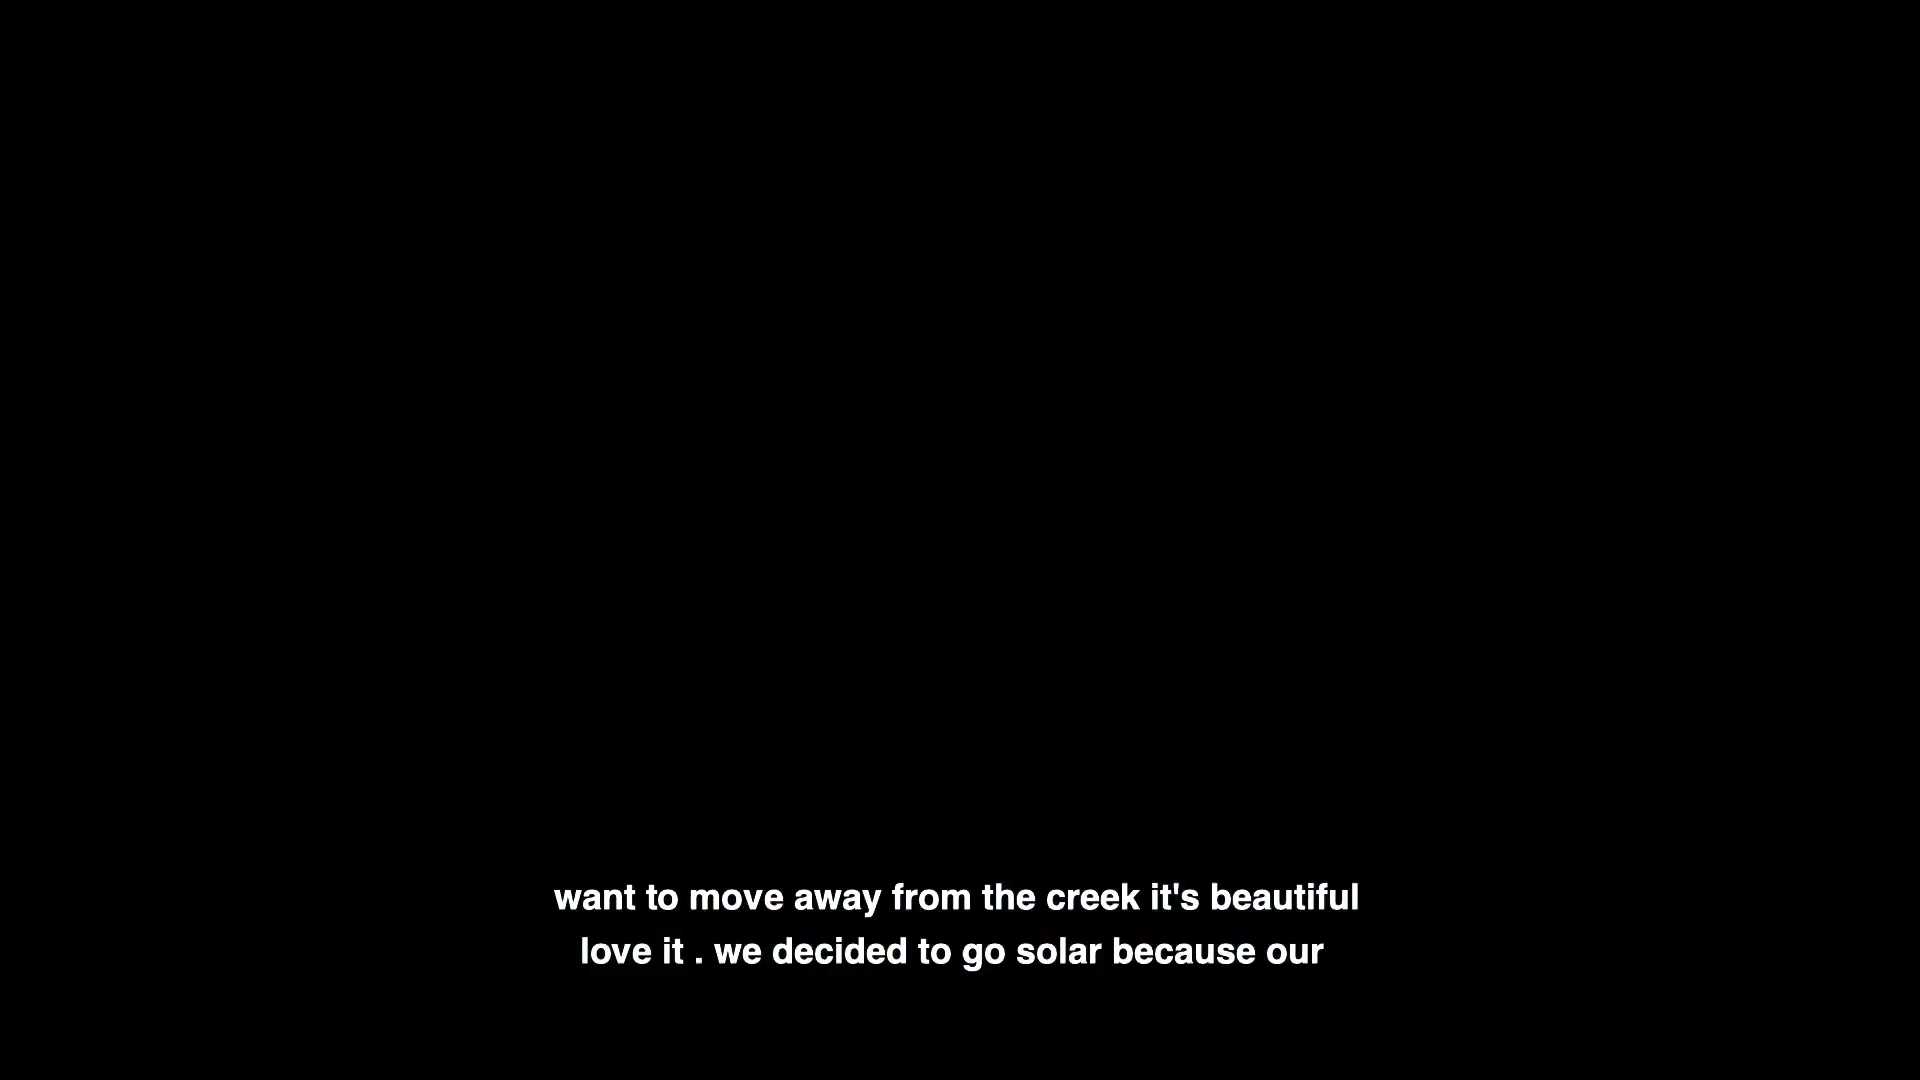 want to move away from the creek it's beautiful
love it . we decided to go solar because our